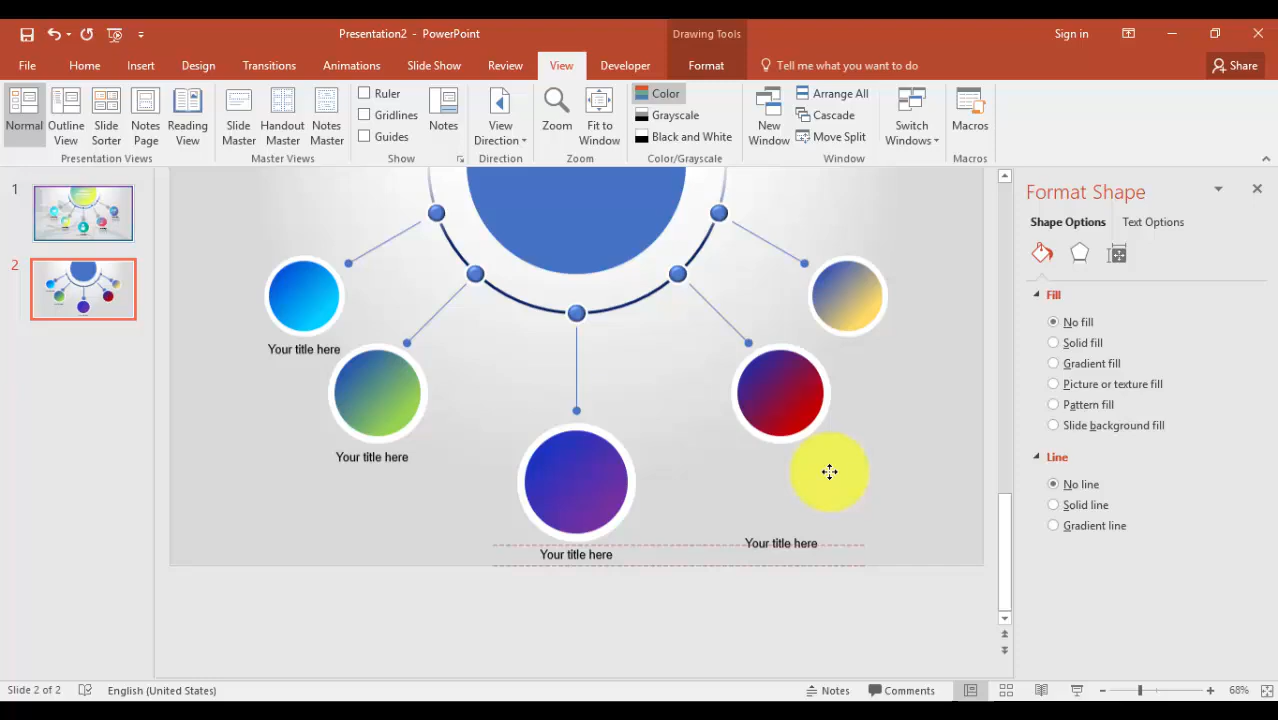 Presentation2 - PowerPoint
Drawing Tools
Sign in
File
Home
Insert
Design
Transitions
Animations
Slide Show
Review
View
Developer
Format
Tell me what you want to do
Share
Normal
Outline View
Slide Sorter
Notes Page
Reading View
Presentation Views
Slide Master
Handout Master
Notes Master
Master Views
Ruler
Gridlines
Guides
Show
Notes
View Direction
Direction
Zoom
Fit to Window
Zoom
Color
Grayscale
Black and White
Color/Grayscale
New Window
Arrange All
Cascade
Move Split
Window
Switch Windows
Macros
Macros
1
2
Your title here
Your title here
Your title here
Your title here
Format Shape
Shape Options
Text Options
Fill
No fill
Solid fill
Gradient fill
Picture or texture fill
Pattern fill
Slide background fill
Line
No line
Solid line
Gradient line
Slide 2 of 2
English (United States)
Notes
Comments
68%